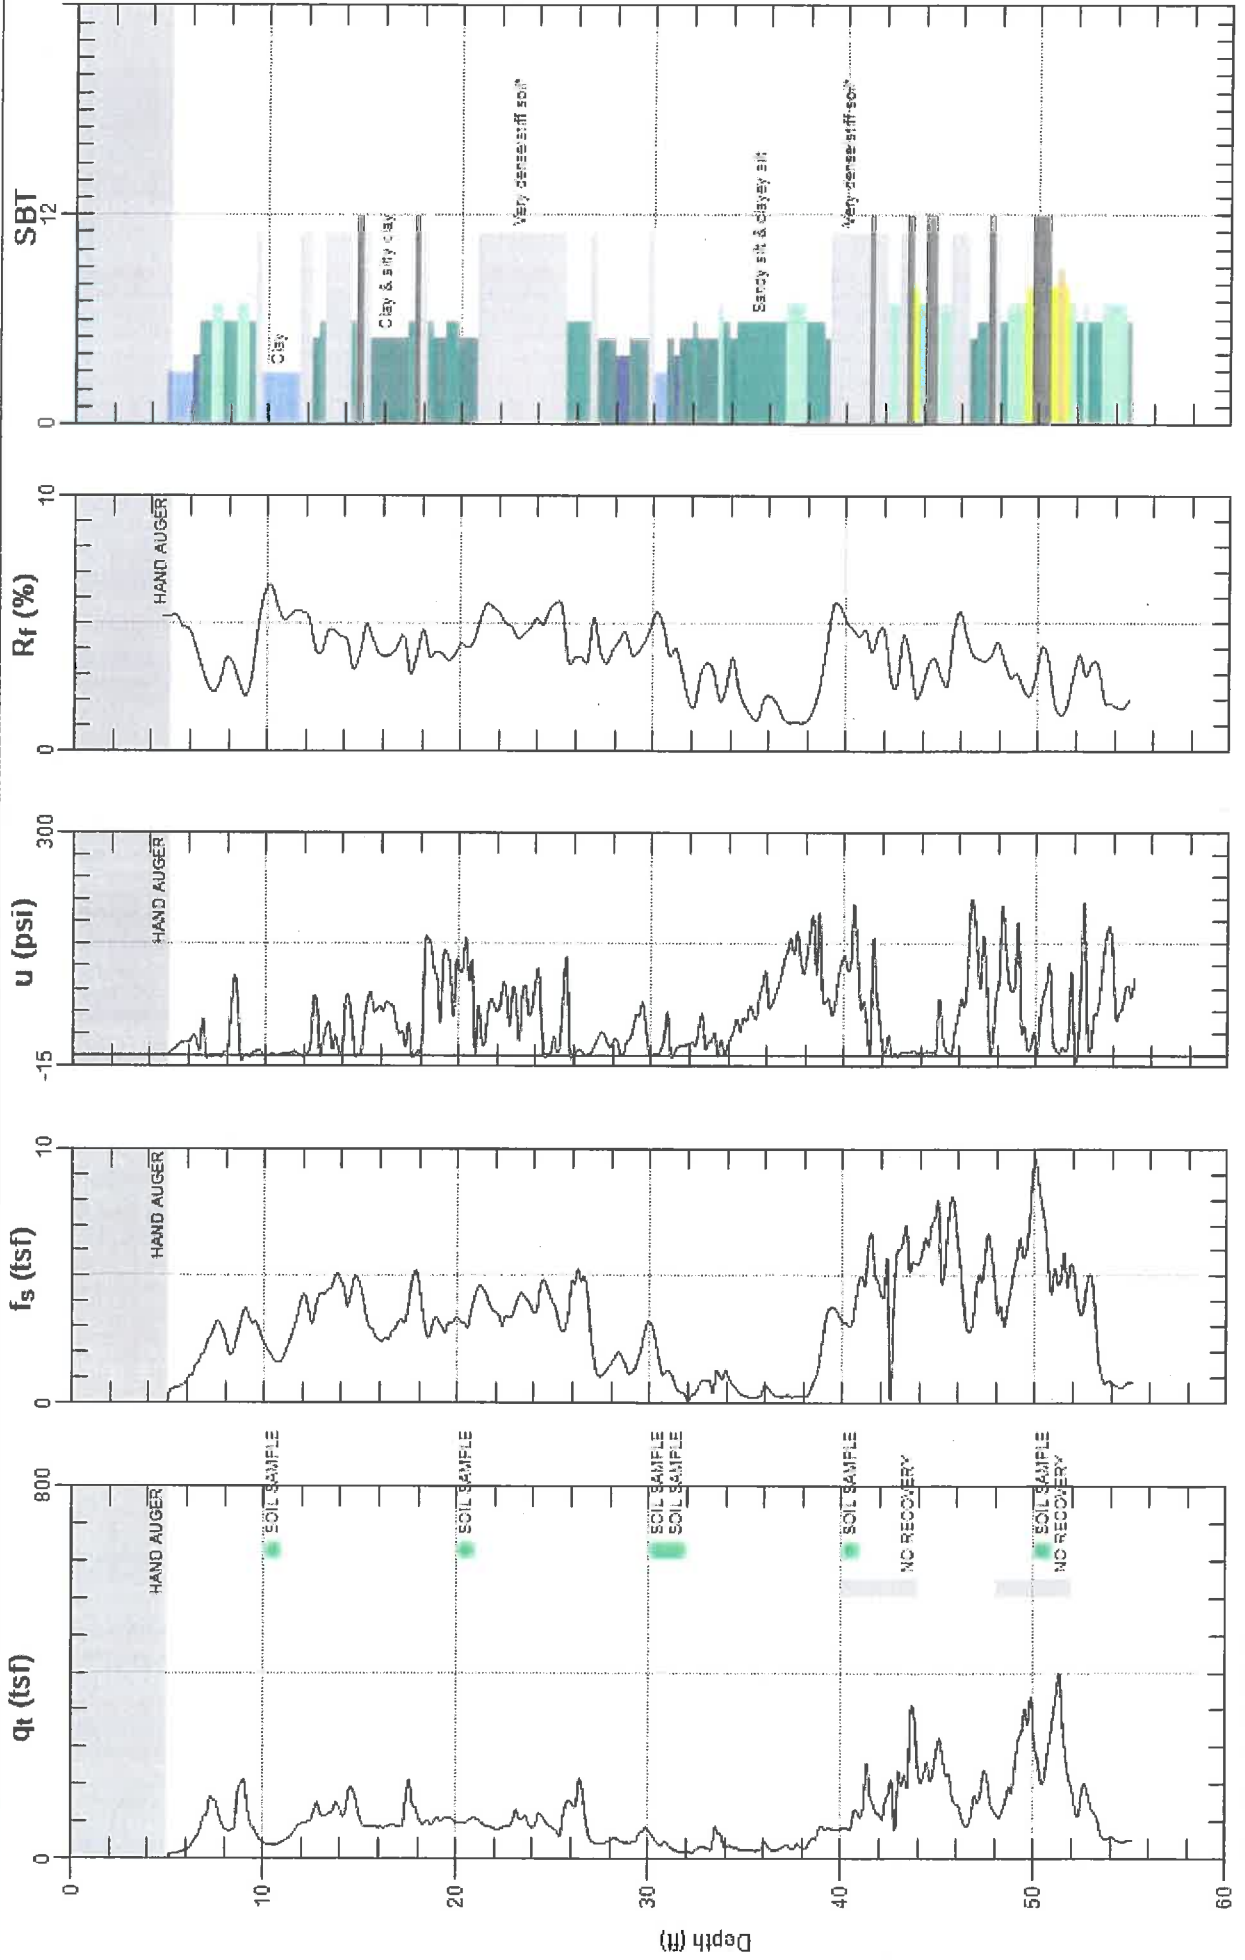 qt (tsf)
0
800
HAND AUGER
SOIL SAMPLE
SOIL SAMPLE
SOIL SAMPLE
SOIL SAMPLE
SOIL SAMPLE
NO RECOVERY
SOIL SAMPLE
NO RECOVERY
Depth (ft)
0
10
20
30
40
50
60
fs (tsf)
0
10
HAND AUGER
u (psi)
-15
300
HAND AUGER
Rf (%)
0
10
HAND AUGER
SBT
0
12
Clay
Clay & silty clay
Very dense/stiff soil*
Sandy silt & clayey silt
Very dense/stiff soil*